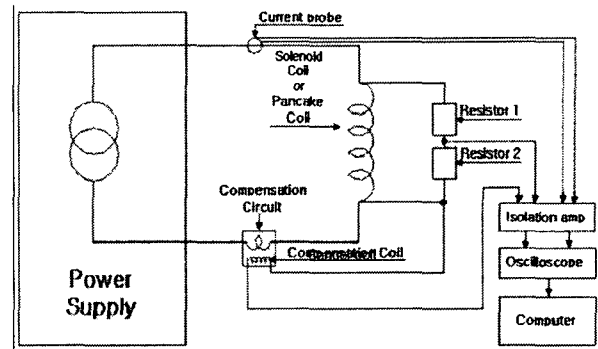 Current probe
Solenoid
Coil
or
Pancake
Coil
Resistor 1
Resistor 2
Compensation
Circuit
Compensation Coil
Isolation amp
Oscilloscope
Computer
Power
Supply